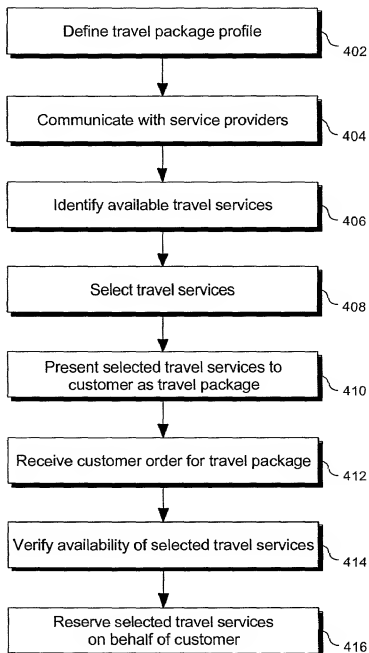 Define travel package profile
402
Communicate with service providers
404
Identify available travel services
406
Select travel services
408
Present selected travel services to
customer as travel package
410
Receive customer order for travel package
412
Verify availability of selected travel services
414
Reserve selected travel services
on behalf of customer
416